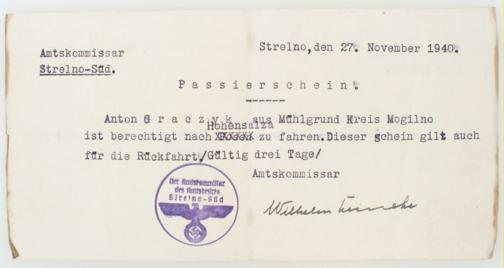 Amtskommissar
Strelno-Süd.
Strelno,den 27. November 1940.
Passierschein.
Anton Graczyk aus Mühlgrund Kreis Mogilno
Hohensalza
ist berechtigt nach zu fahren.Dieser schein gilt auch
für die Rückfahrt./Gültig drei Tage/
Amtskommissar
Der Amtskommissar
des Amtsbezirks
Strelno-Süd
Wilhelm